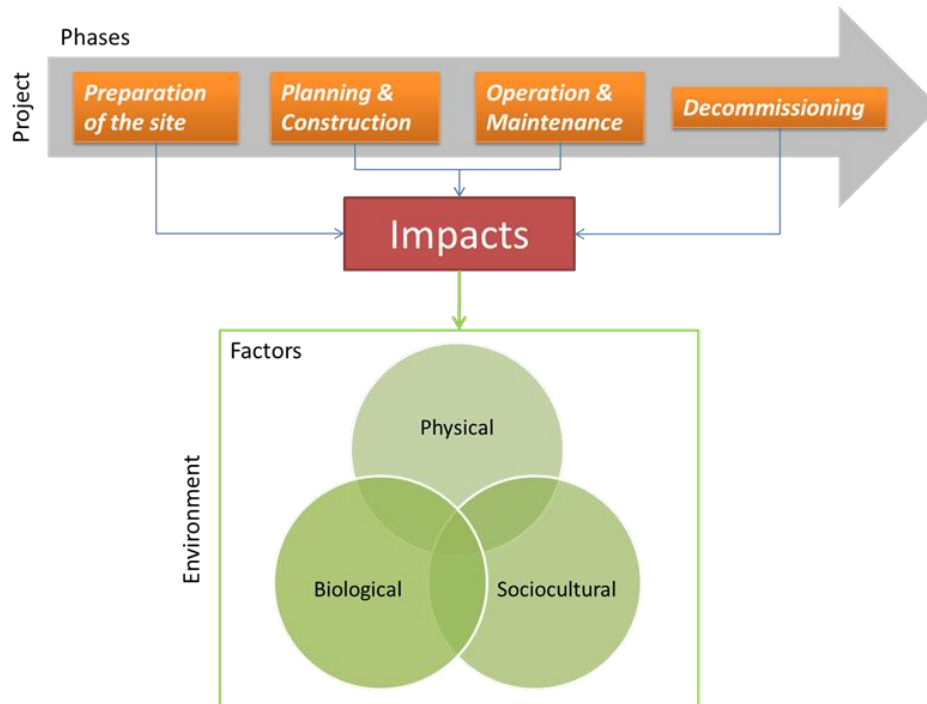 Phases
Project
Preparation
of the site
Planning &
Construction
Operation &
Maintenance
Decommissioning
Impacts
Factors
Environment
Physical
Biological
Sociocultural